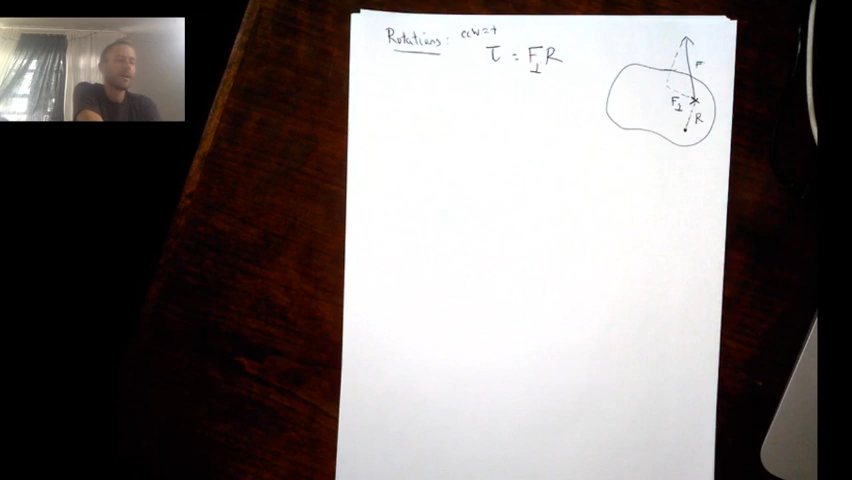 Rotations: ccw = +
τ = F⊥R
F
F⊥
R